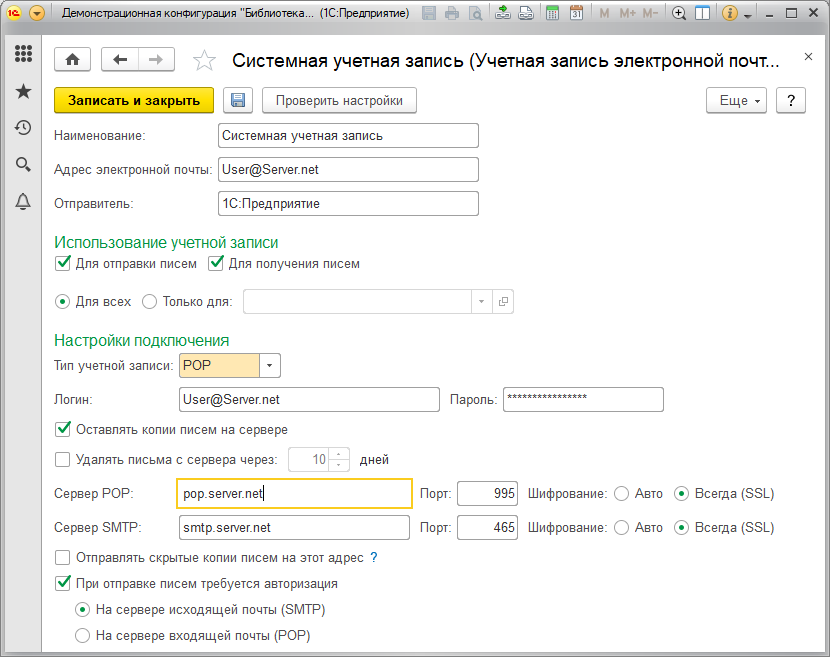 Демонстрационная конфигурация "Библиотека... (1С:Предприятие)
31 M M+ M-
Системная учетная запись (Учетная запись электронной почт...
Записать и закрыть Проверить настройки Еще ?
Наименование: Системная учетная запись
Адрес электронной почты: User@Server.net
Отправитель: 1С:Предприятие
Использование учетной записи
Для отправки писем Для получения писем
Для всех Только для:
Настройки подключения
Тип учетной записи: POP
Логин: User@Server.net Пароль: ****************
Оставлять копии писем на сервере
Удалять письма с сервера через: 10 дней
Сервер POP: pop.server.net Порт: 995 Шифрование: Авто Всегда (SSL)
Сервер SMTP: smtp.server.net Порт: 465 Шифрование: Авто Всегда (SSL)
Отправлять скрытые копии писем на этот адрес ?
При отправке писем требуется авторизация
На сервере исходящей почты (SMTP)
На сервере входящей почты (POP)